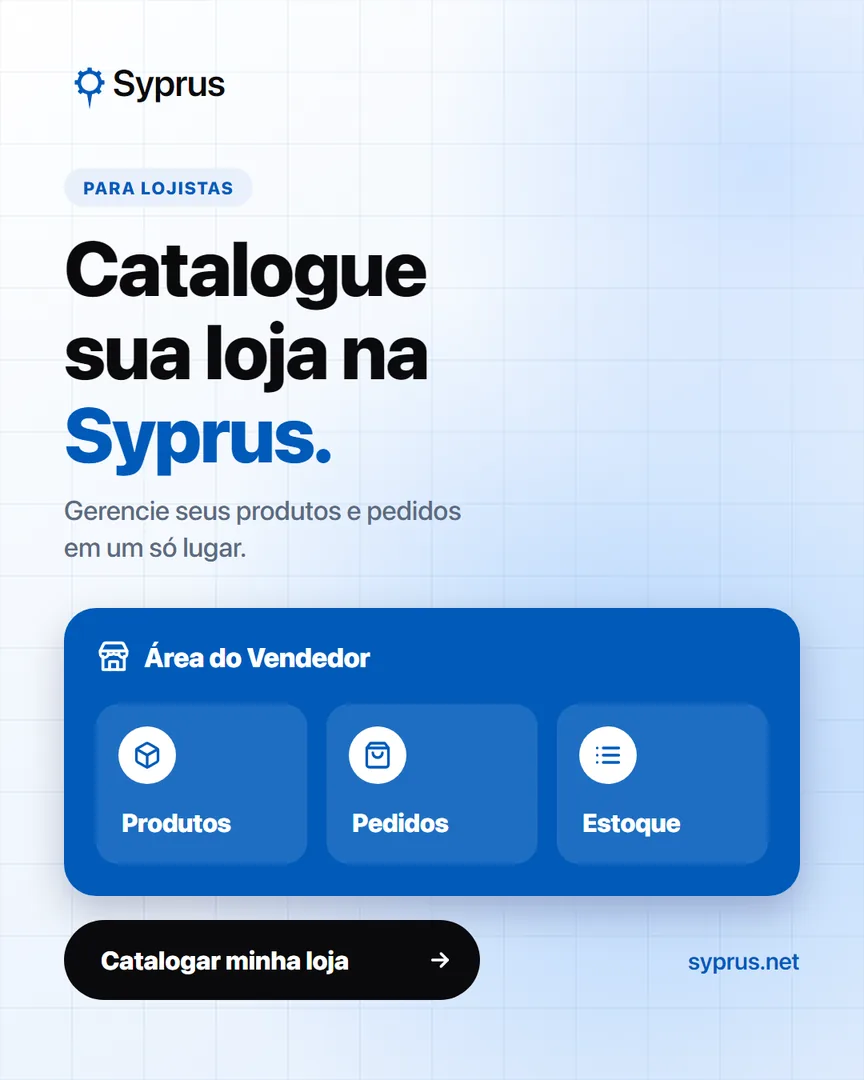 Syprus
PARA LOJISTAS
Catalogue
sua loja na
Syprus.
Gerencie seus produtos e pedidos
em um só lugar.
Área do Vendedor
Produtos
Pedidos
Estoque
Catalogar minha loja
syprus.net